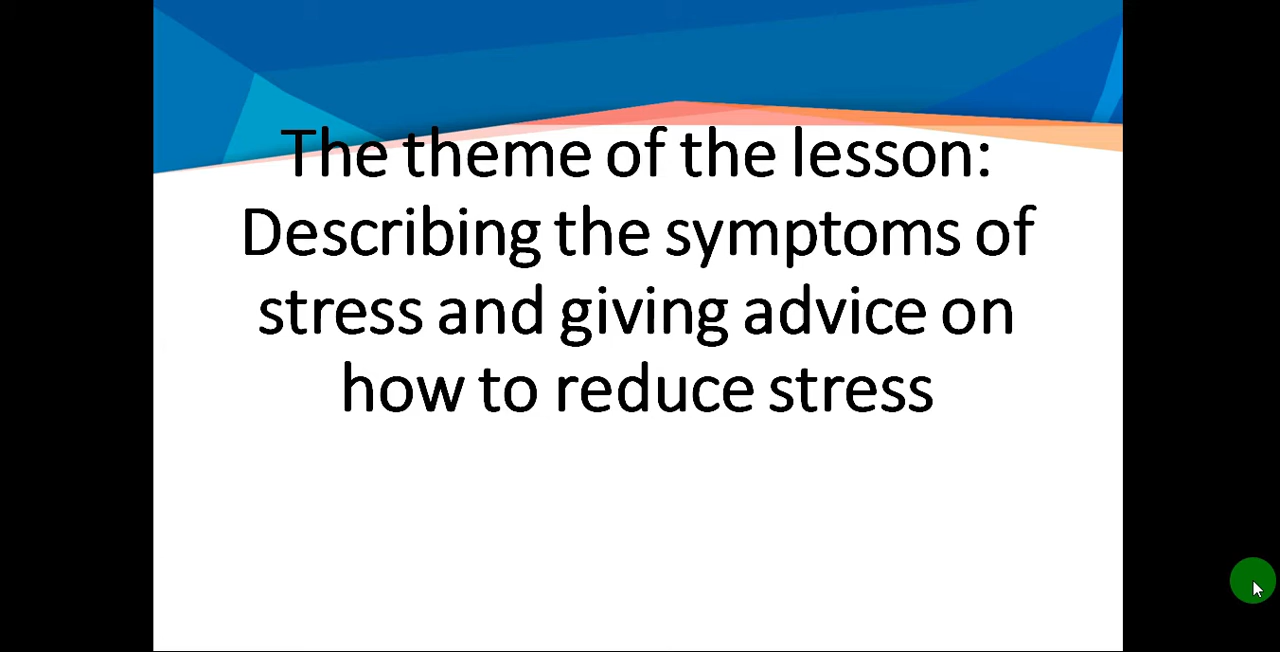 The theme of the lesson:
Describing the symptoms of
stress and giving advice on
how to reduce stress